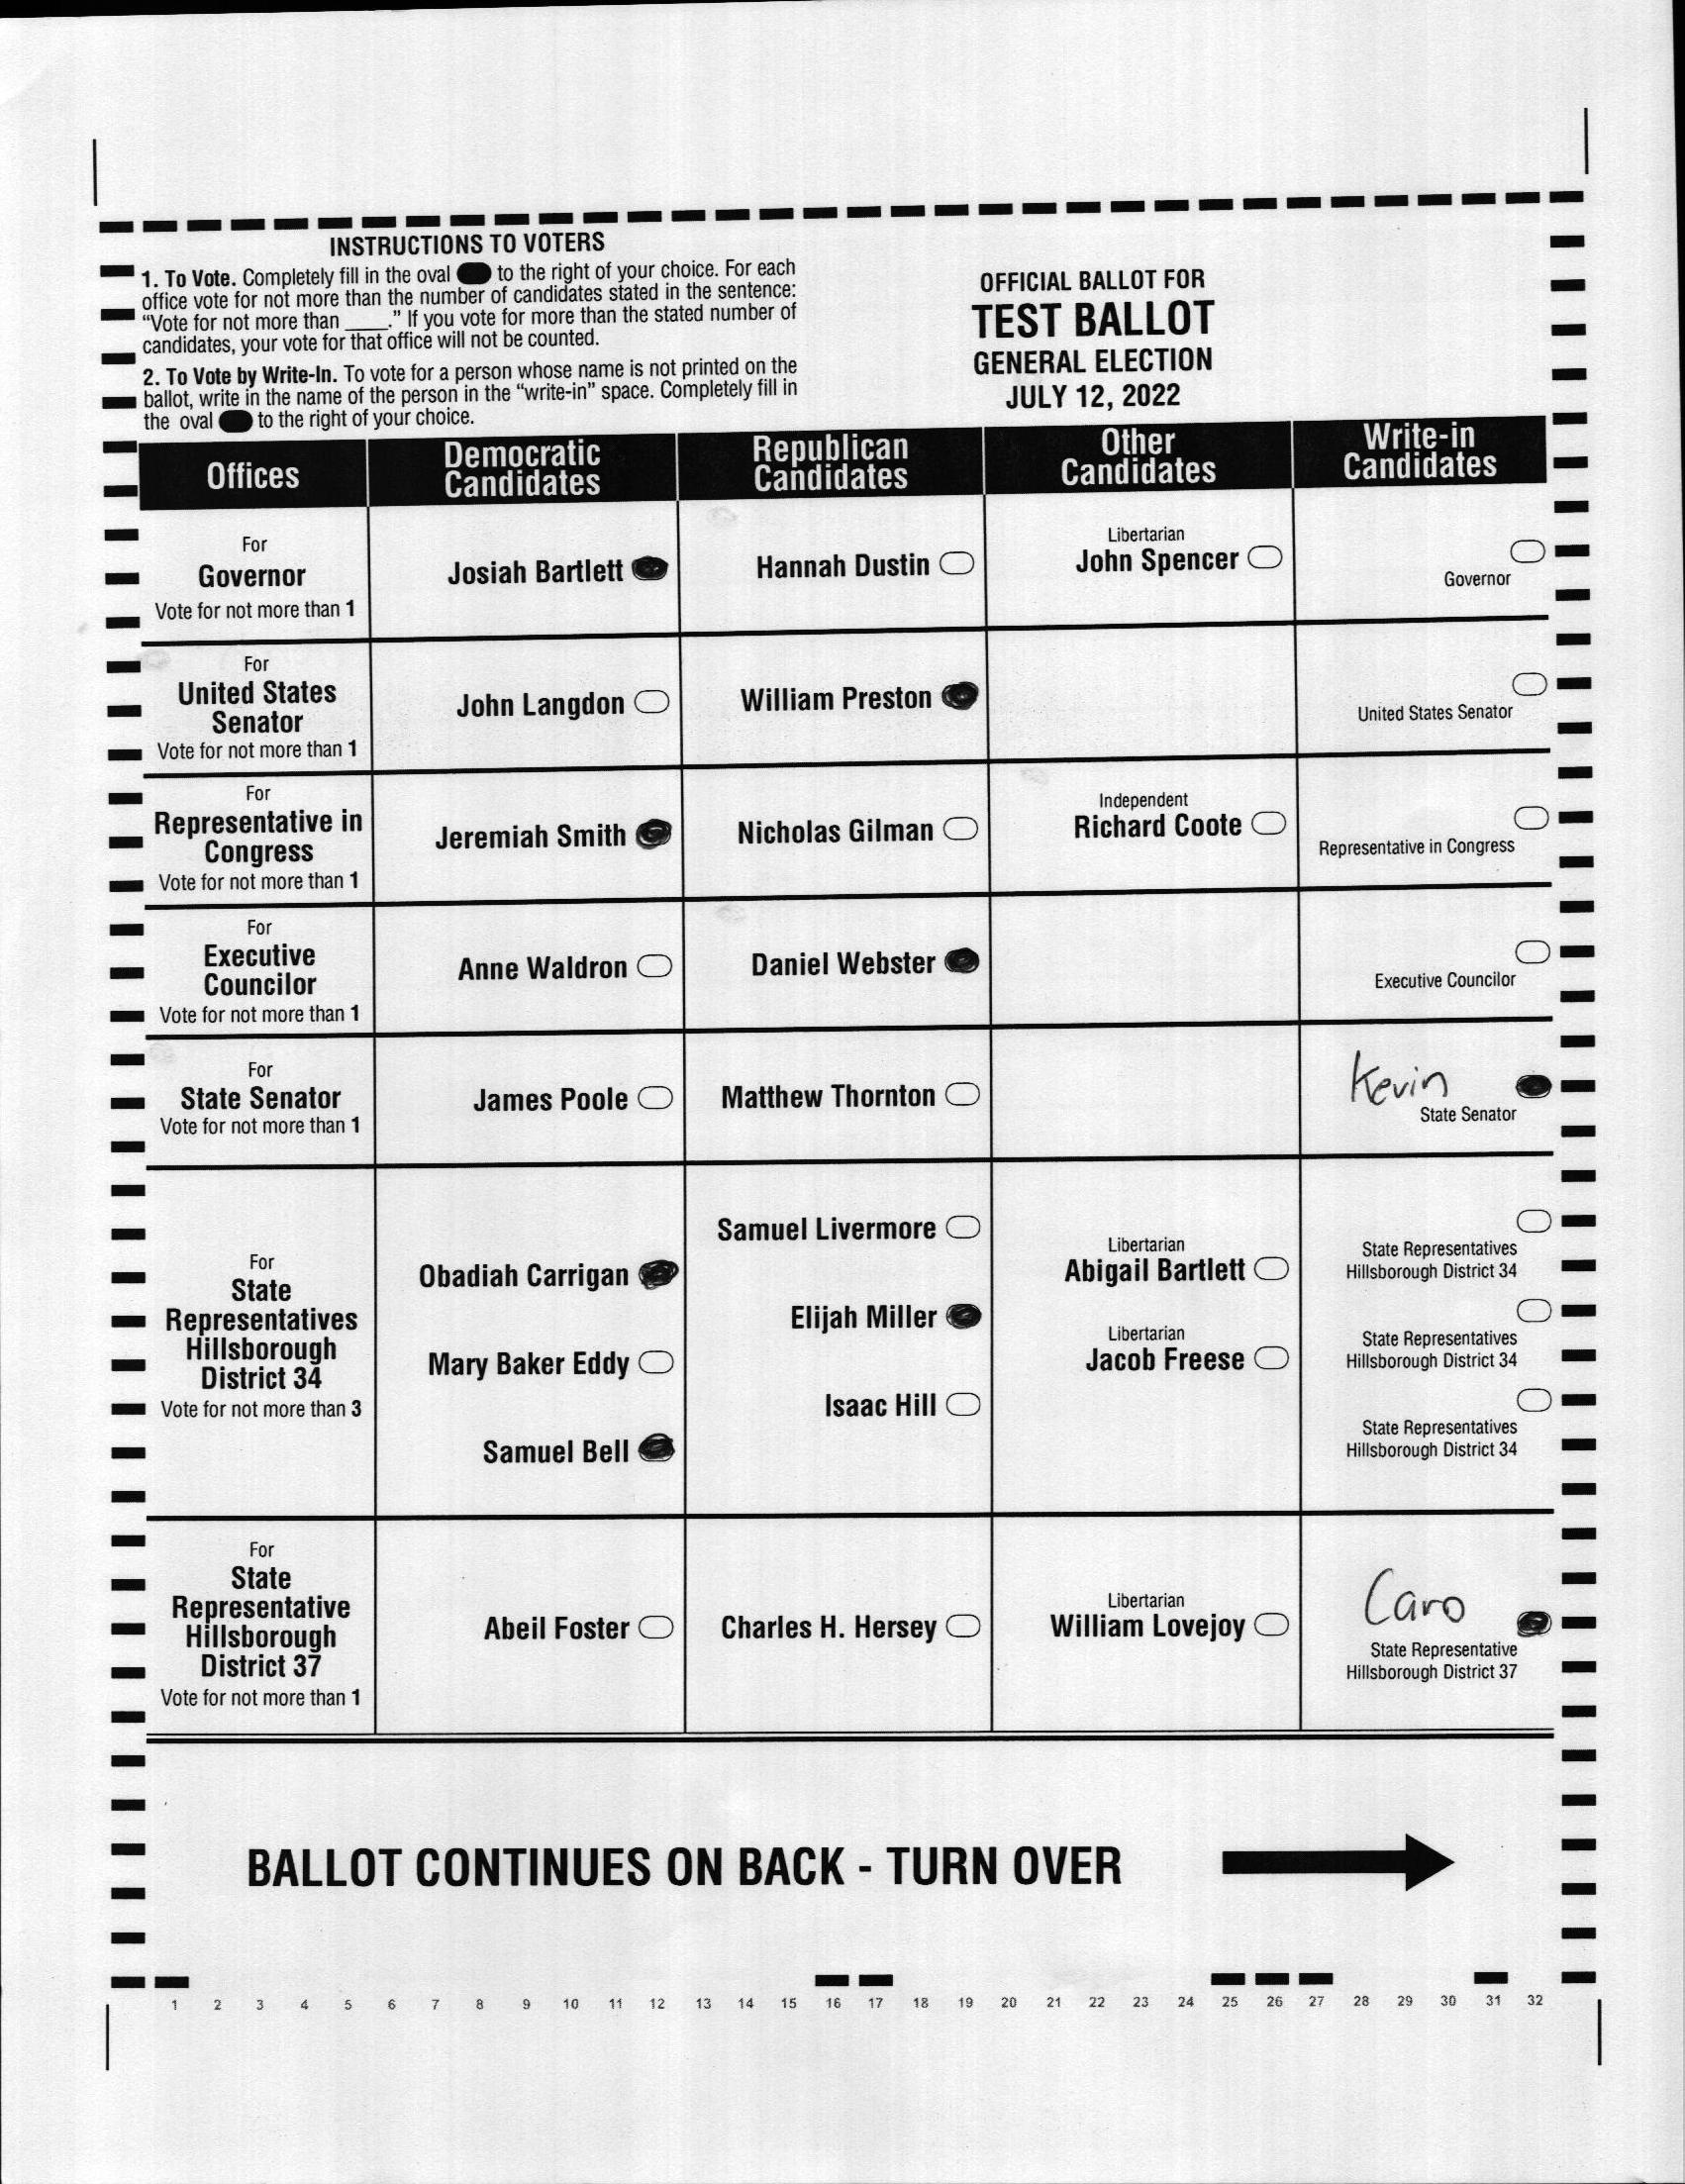 INSTRUCTIONS TO VOTERS
1. To Vote. Completely fill in the oval to the right of your choice. For each
office vote for not more than the number of candidates stated in the sentence:
“Vote for not more than ____.” If you vote for more than the stated number of
candidates, your vote for that office will not be counted.
2. To Vote by Write-In. To vote for a person whose name is not printed on the
ballot, write in the name of the person in the “write-in” space. Completely fill in
the oval to the right of your choice.
OFFICIAL BALLOT FOR
TEST BALLOT
GENERAL ELECTION
JULY 12, 2022
Offices
Democratic
Candidates
Republican
Candidates
Other
Candidates
Write-in
Candidates
For
Governor
Vote for not more than 1
Josiah Bartlett
Hannah Dustin
Libertarian
John Spencer
Governor
For
United States
Senator
Vote for not more than 1
John Langdon
William Preston
United States Senator
For
Representative in
Congress
Vote for not more than 1
Jeremiah Smith
Nicholas Gilman
Independent
Richard Coote
Representative in Congress
For
Executive
Councilor
Vote for not more than 1
Anne Waldron
Daniel Webster
Executive Councilor
For
State Senator
Vote for not more than 1
James Poole
Matthew Thornton
Kevin
State Senator
For
State
Representatives
Hillsborough
District 34
Vote for not more than 3
Obadiah Carrigan
Mary Baker Eddy
Samuel Bell
Samuel Livermore
Elijah Miller
Isaac Hill
Libertarian
Abigail Bartlett
Libertarian
Jacob Freese
State Representatives
Hillsborough District 34
State Representatives
Hillsborough District 34
State Representatives
Hillsborough District 34
For
State
Representative
Hillsborough
District 37
Vote for not more than 1
Abeil Foster
Charles H. Hersey
Libertarian
William Lovejoy
Caro
State Representative
Hillsborough District 37
BALLOT CONTINUES ON BACK - TURN OVER
1 2 3 4 5 6 7 8 9 10 11 12 13 14 15 16 17 18 19 20 21 22 23 24 25 26 27 28 29 30 31 32